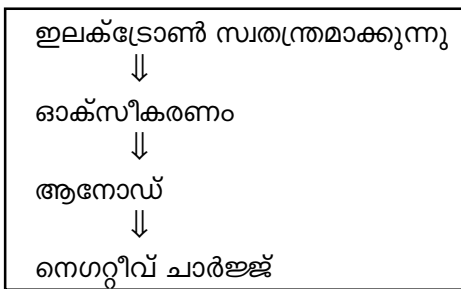 ഇലക്ട്രോൺ സ്വതന്ത്രമാക്കുന്നു
⇓
ഓക്സീകരണം
⇓
ആനോഡ്
⇓
നെഗറ്റീവ് ചാർജ്ജ്